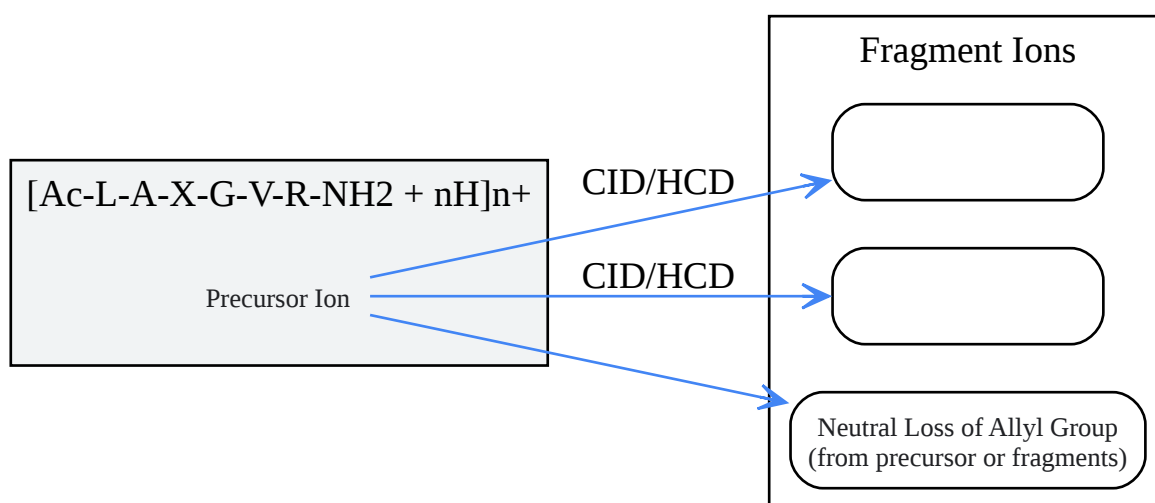 Fragment Ions
[Ac-L-A-X-G-V-R-NH2 + nH]n+
CID/HCD
Precursor Ion
CID/HCD
Neutral Loss of Allyl Group
(from precursor or fragments)